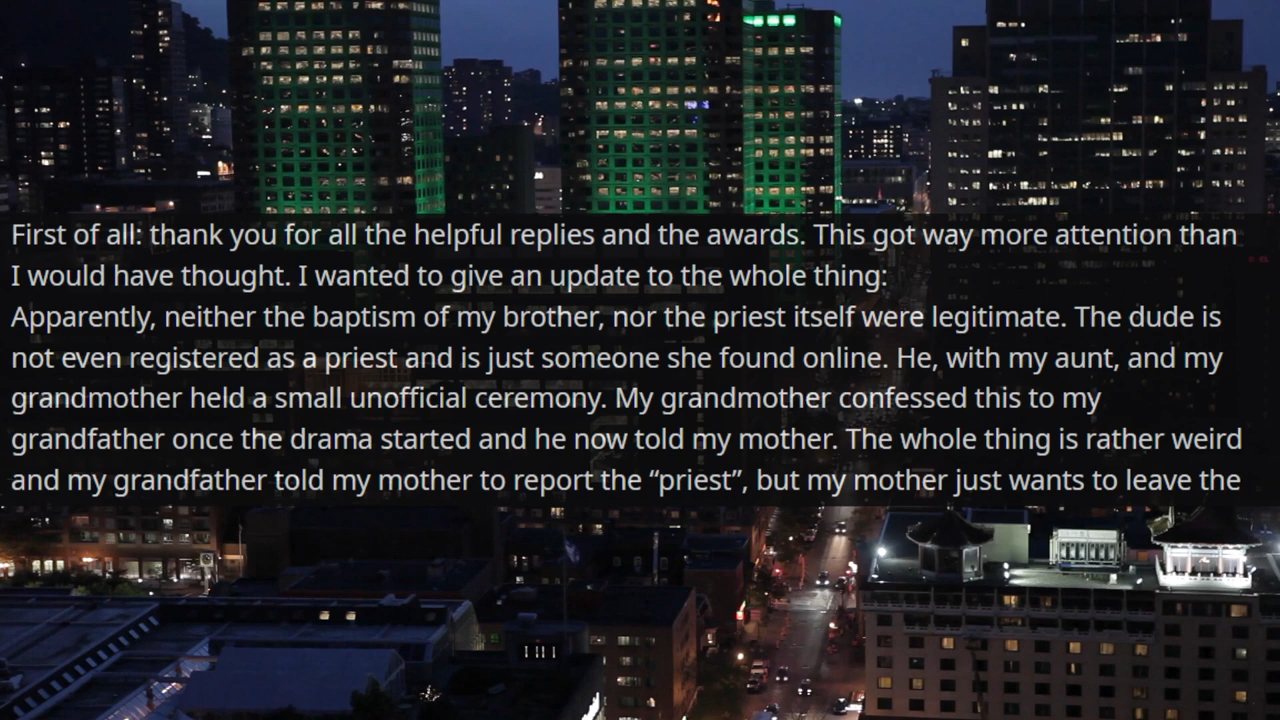 First of all: thank you for all the helpful replies and the awards. This got way more attention than
I would have thought. I wanted to give an update to the whole thing:
Apparently, neither the baptism of my brother, nor the priest itself were legitimate. The dude is
not even registered as a priest and is just someone she found online. He, with my aunt, and my
grandmother held a small unofficial ceremony. My grandmother confessed this to my
grandfather once the drama started and he now told my mother. The whole thing is rather weird
and my grandfather told my mother to report the “priest”, but my mother just wants to leave the